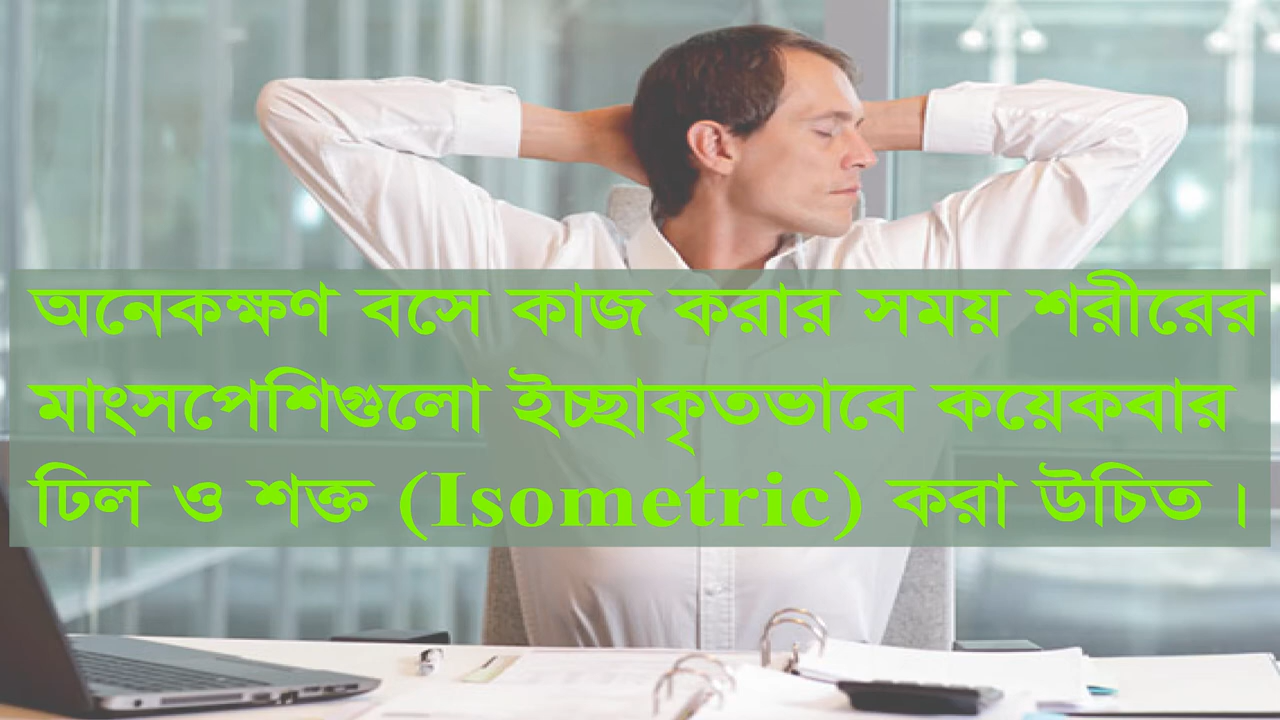 অনেকক্ষণ বসে কাজ করার সময় শরীরের
মাংসপেশিগুলো ইচ্ছাকৃতভাবে কয়েকবার
ঢিল ও শক্ত (Isometric) করা উচিত।